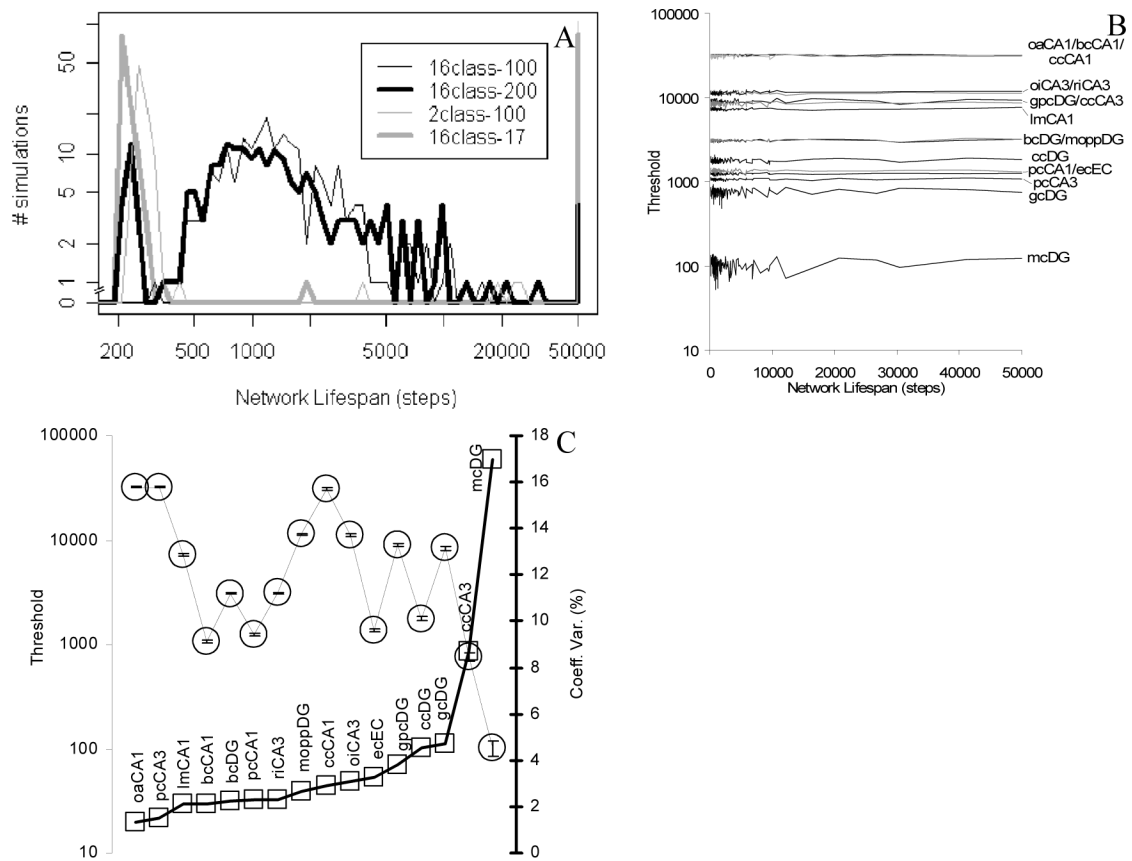 A
# simulations
50
10
5
2
1
0
16class-100
16class-200
2class-100
16class-17
200
500
1000
5000
20000
50000
Network Lifespan (steps)
B
Threshold
100000
10000
1000
100
10
oaCA1/bcCA1/
ccCA1
oiCA3/riCA3
gpcDG/ccCA3
lmCA1
bcDG/moppDG
ccDG
pcCA1/ecEC
pcCA3
gcDG
mcDG
0
10000
20000
30000
40000
50000
Network Lifespan (steps)
C
Threshold
100000
10000
1000
100
10
oaCA1
pcCA3
lmCA1
bcCA1
bcDG
pcCA1
riCA3
moppDG
ccCA1
oiCA3
ecEC
gpcDG
ccDG
gcDG
ccCA3
mcDG
18
16
14
12
10
8
6
4
2
0
Coeff. Var. (%)